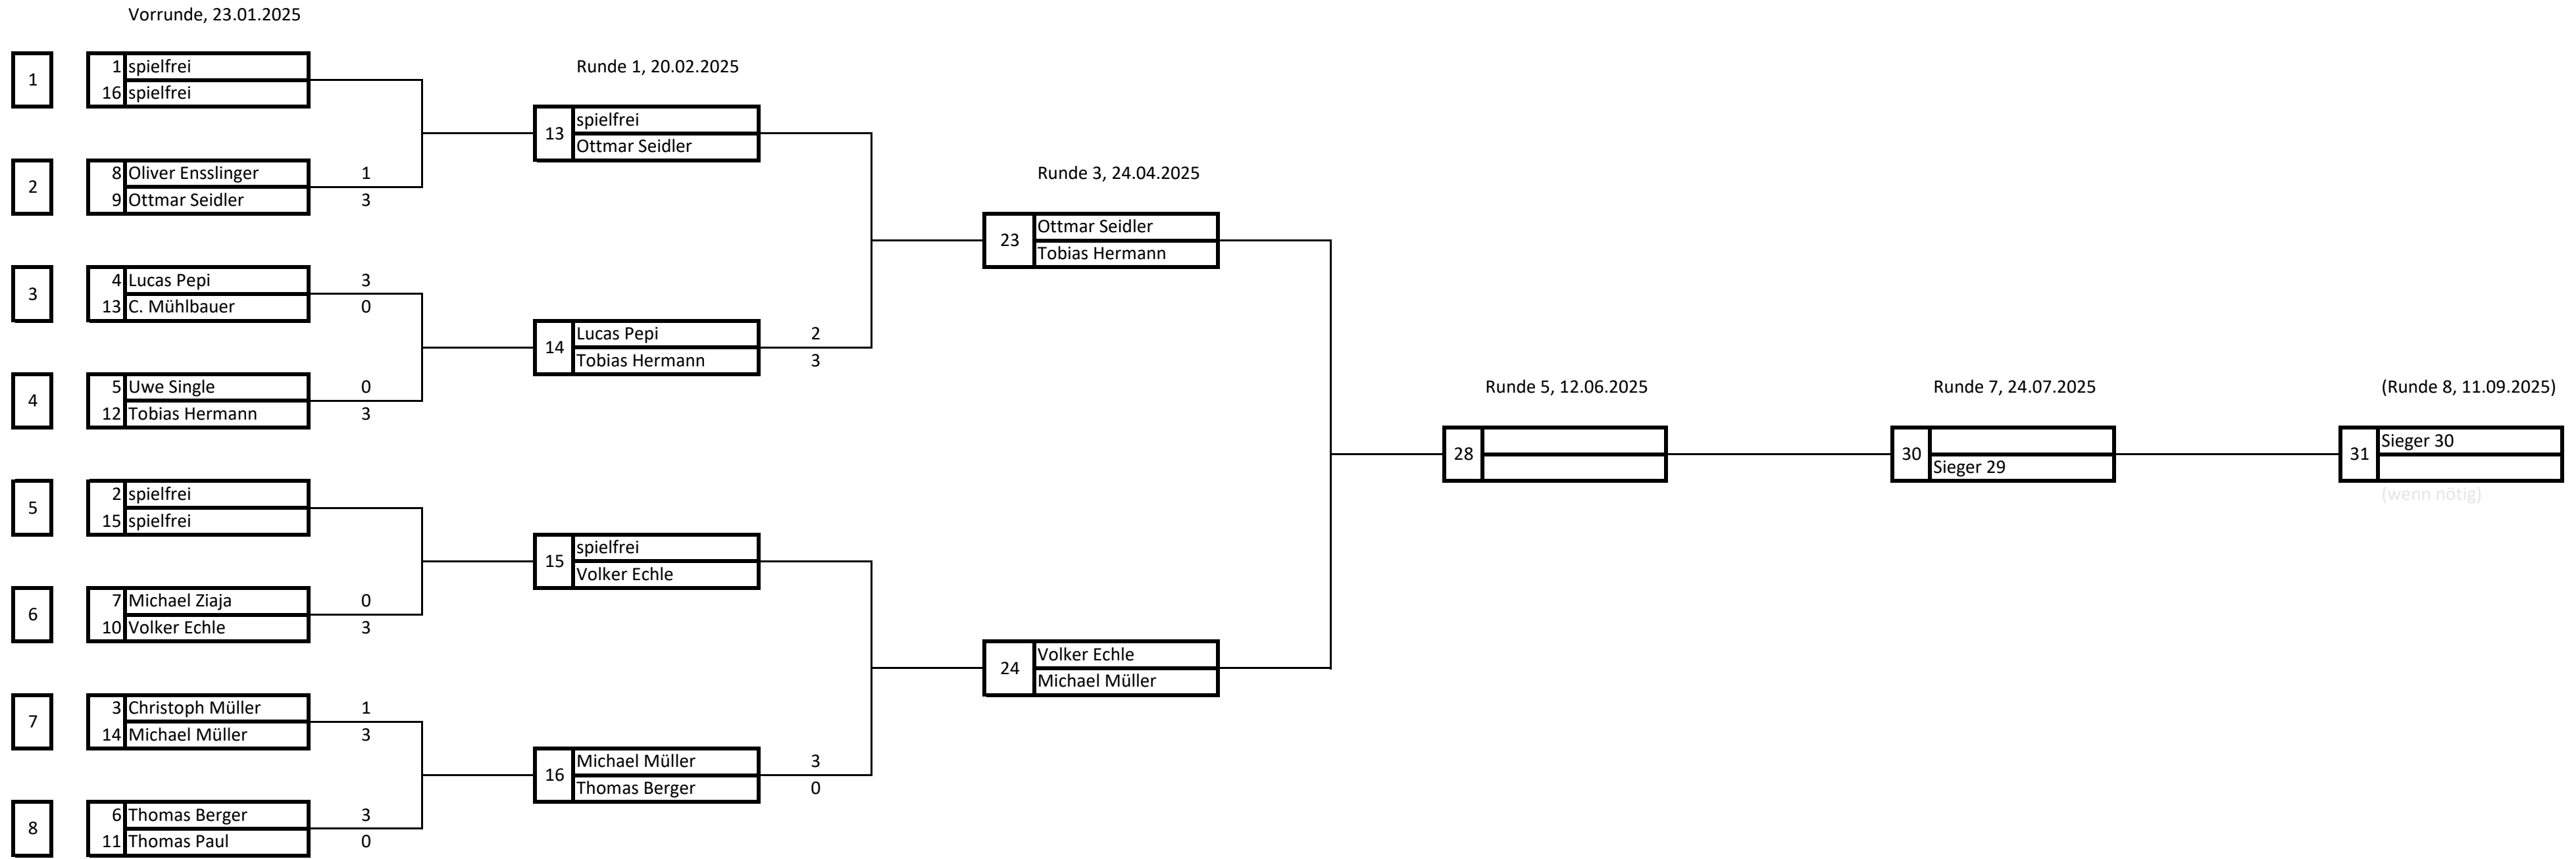 Vorrunde, 23.01.2025
1
1 spielfrei
16 spielfrei
2
8 Oliver Ensslinger 1
9 Ottmar Seidler 3
3
4 Lucas Pepi 3
13 C. Mühlbauer 0
4
5 Uwe Single 0
12 Tobias Hermann 3
5
2 spielfrei
15 spielfrei
6
7 Michael Ziaja 0
10 Volker Echle 3
7
3 Christoph Müller 1
14 Michael Müller 3
8
6 Thomas Berger 3
11 Thomas Paul 0
Runde 1, 20.02.2025
13
spielfrei
Ottmar Seidler
14
Lucas Pepi 2
Tobias Hermann 3
15
spielfrei
Volker Echle
16
Michael Müller 3
Thomas Berger 0
Runde 3, 24.04.2025
23
Ottmar Seidler
Tobias Hermann
24
Volker Echle
Michael Müller
Runde 5, 12.06.2025
28
Runde 7, 24.07.2025
30
Sieger 29
(Runde 8, 11.09.2025)
31
Sieger 30
(wenn nötig)